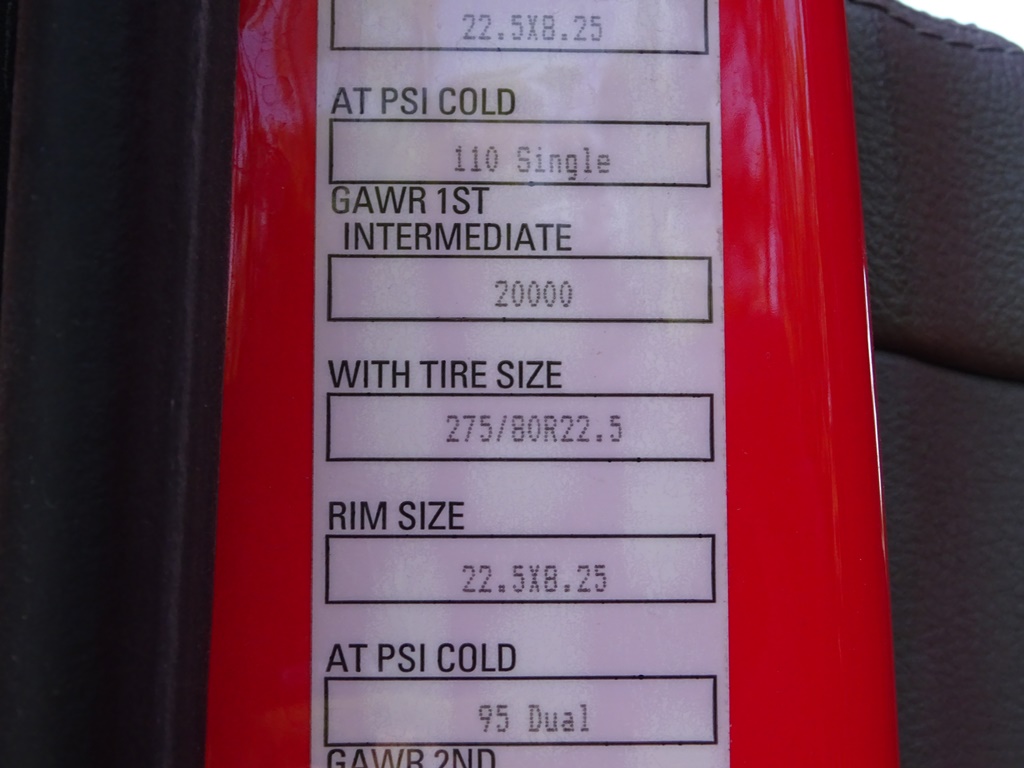 22.5X8.25
AT PSI COLD
110 Single
GAWR 1ST
INTERMEDIATE
20000
WITH TIRE SIZE
275/80R22.5
RIM SIZE
22.5X8.25
AT PSI COLD
95 Dual
GAWR 2ND